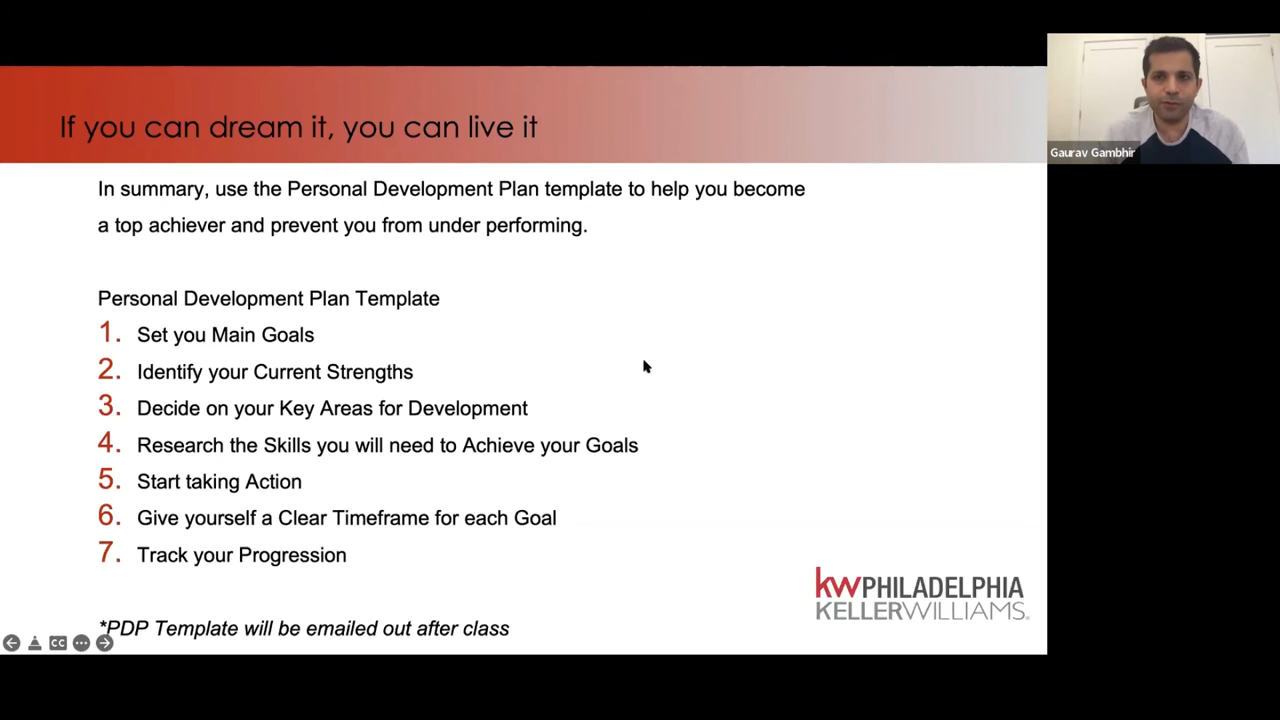 If you can dream it, you can live it
Gaurav Gambhir
In summary, use the Personal Development Plan template to help you become
a top achiever and prevent you from under performing.
Personal Development Plan Template
1. Set you Main Goals
2. Identify your Current Strengths
3. Decide on your Key Areas for Development
4. Research the Skills you will need to Achieve your Goals
5. Start taking Action
6. Give yourself a Clear Timeframe for each Goal
7. Track your Progression
kwPHILADELPHIA
KELLERWILLIAMS.
*PDP Template will be emailed out after class
CC